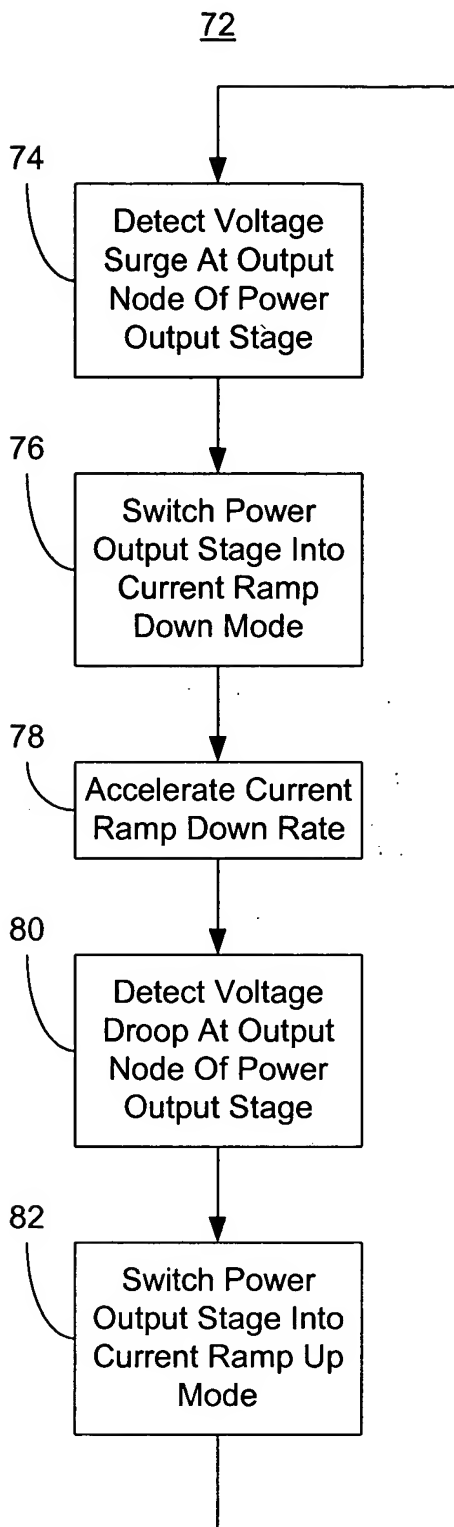 72
74
Detect Voltage
Surge At Output
Node Of Power
Output Stage
76
Switch Power
Output Stage Into
Current Ramp
Down Mode
78
Accelerate Current
Ramp Down Rate
80
Detect Voltage
Droop At Output
Node Of Power
Output Stage
82
Switch Power
Output Stage Into
Current Ramp Up
Mode